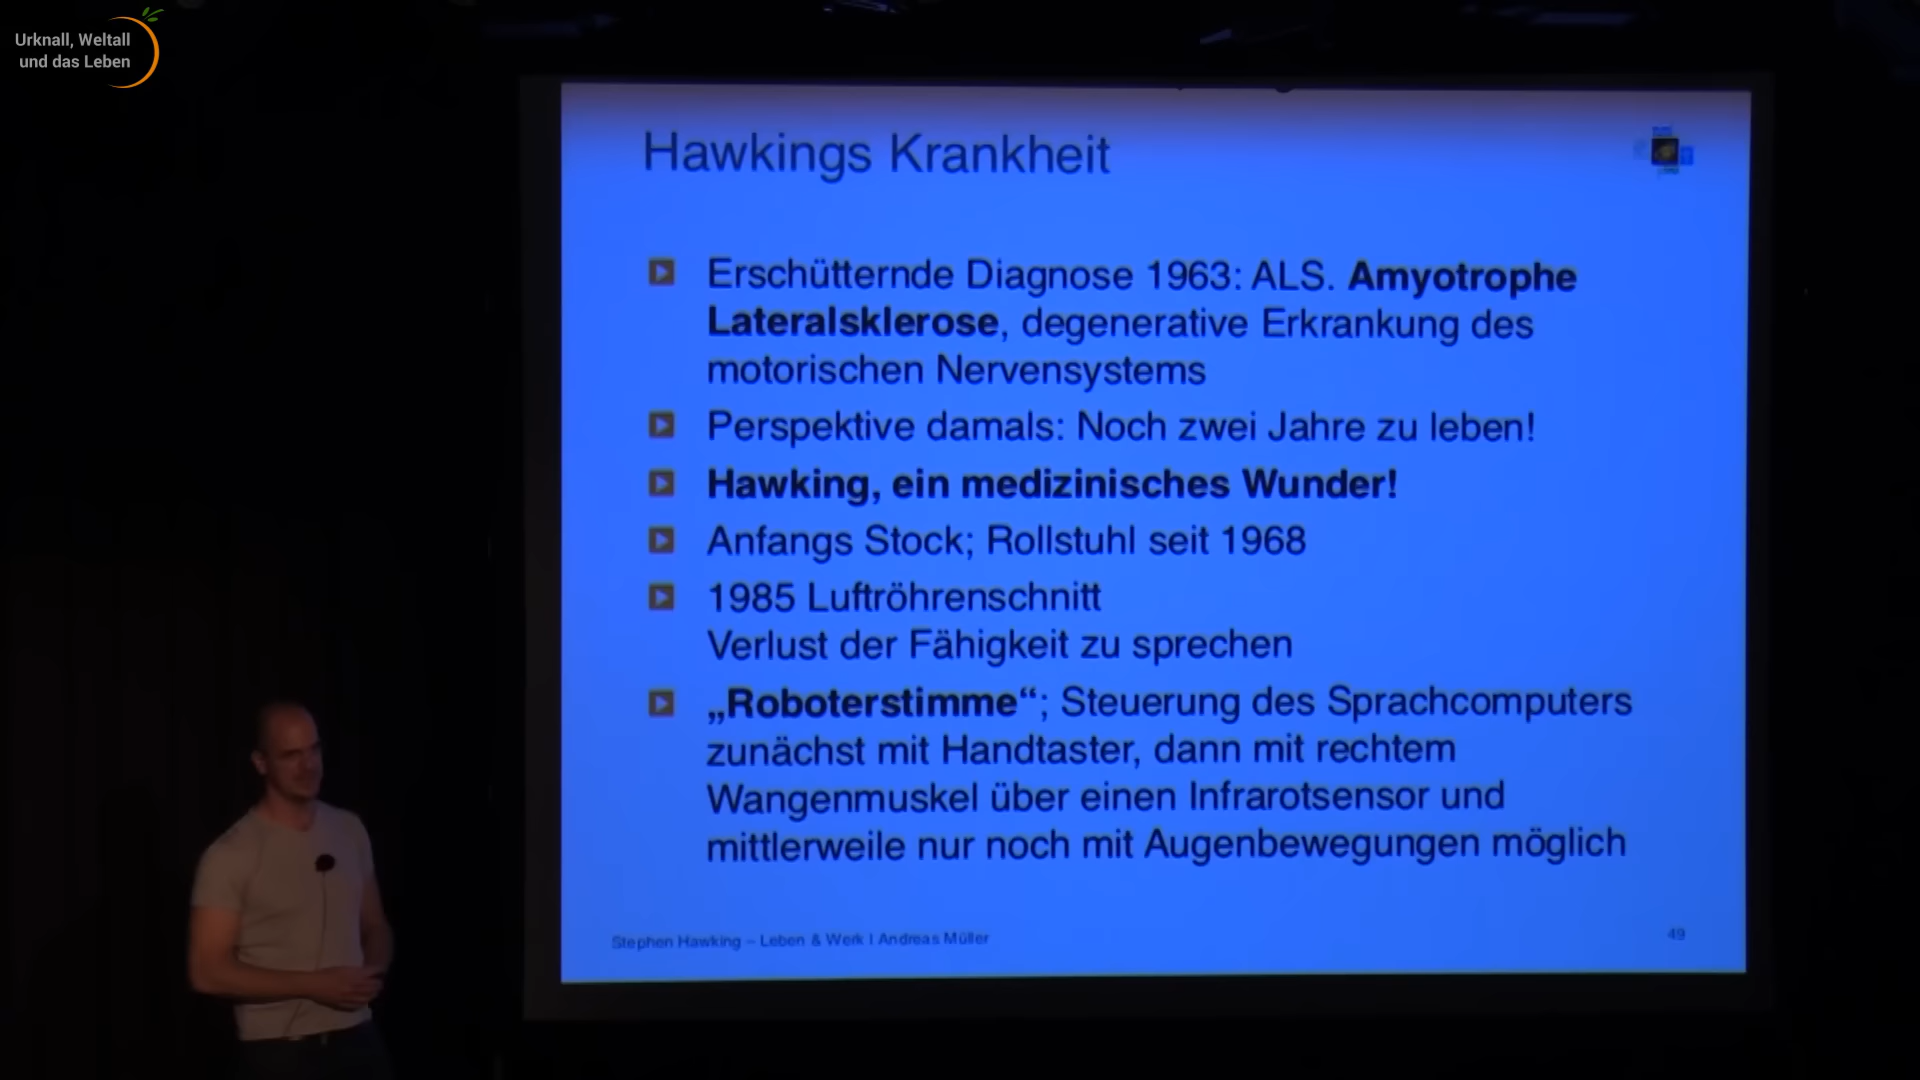 Urknall, Weltall
und das Leben
Hawkings Krankheit
Erschütternde Diagnose 1963: ALS. Amyotrophe
Lateralsklerose, degenerative Erkrankung des
motorischen Nervensystems
Perspektive damals: Noch zwei Jahre zu leben!
Hawking, ein medizinisches Wunder!
Anfangs Stock; Rollstuhl seit 1968
1985 Luftröhrenschnitt
Verlust der Fähigkeit zu sprechen
„Roboterstimme“; Steuerung des Sprachcomputers
zunächst mit Handtaster, dann mit rechtem
Wangenmuskel über einen Infrarotsensor und
mittlerweile nur noch mit Augenbewegungen möglich
Stephen Hawking – Leben & Werk | Andreas Müller
49